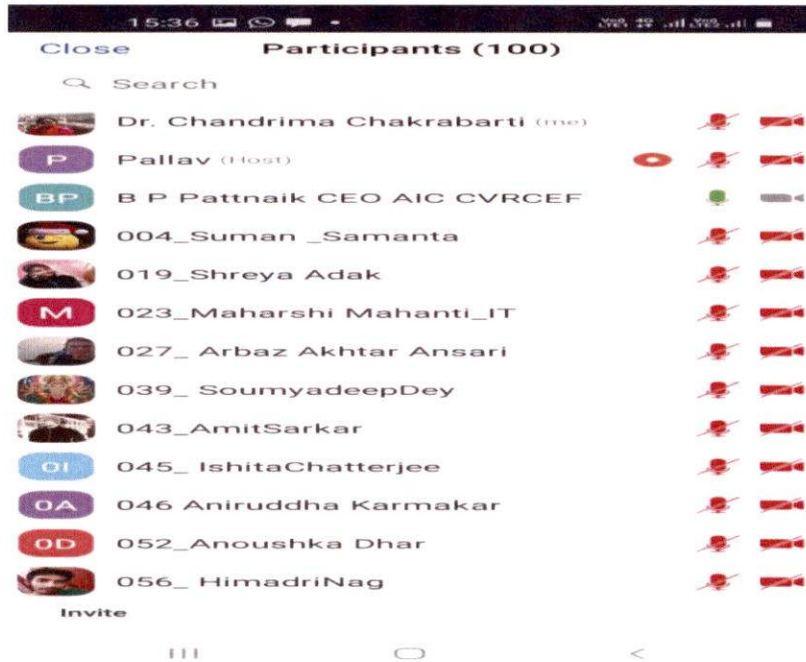 15:36
Close Participants (100)
Search
Dr. Chandrima Chakrabarti (me)
P Pallav (Host)
BP B P Pattnaik CEO AIC CVRCEF
004_Suman _Samanta
019_Shreya Adak
M 023_Maharshi Mahanti_IT
027_ Arbaz Akhtar Ansari
039_ SoumyadeepDey
043_AmitSarkar
0I 045_ IshitaChatterjee
0A 046 Aniruddha Karmakar
0D 052_Anoushka Dhar
056_ HimadriNag
Invite